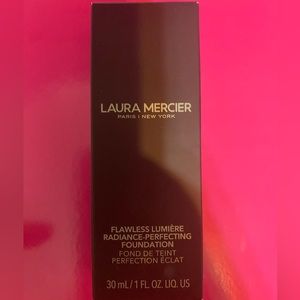 LAURA MERCIER
PARIS | NEW YORK
FLAWLESS LUMIÈRE
RADIANCE-PERFECTING
FOUNDATION
FOND DE TEINT
PERFECTION ÉCLAT
30 mL/1 FL. OZ. LIQ. US